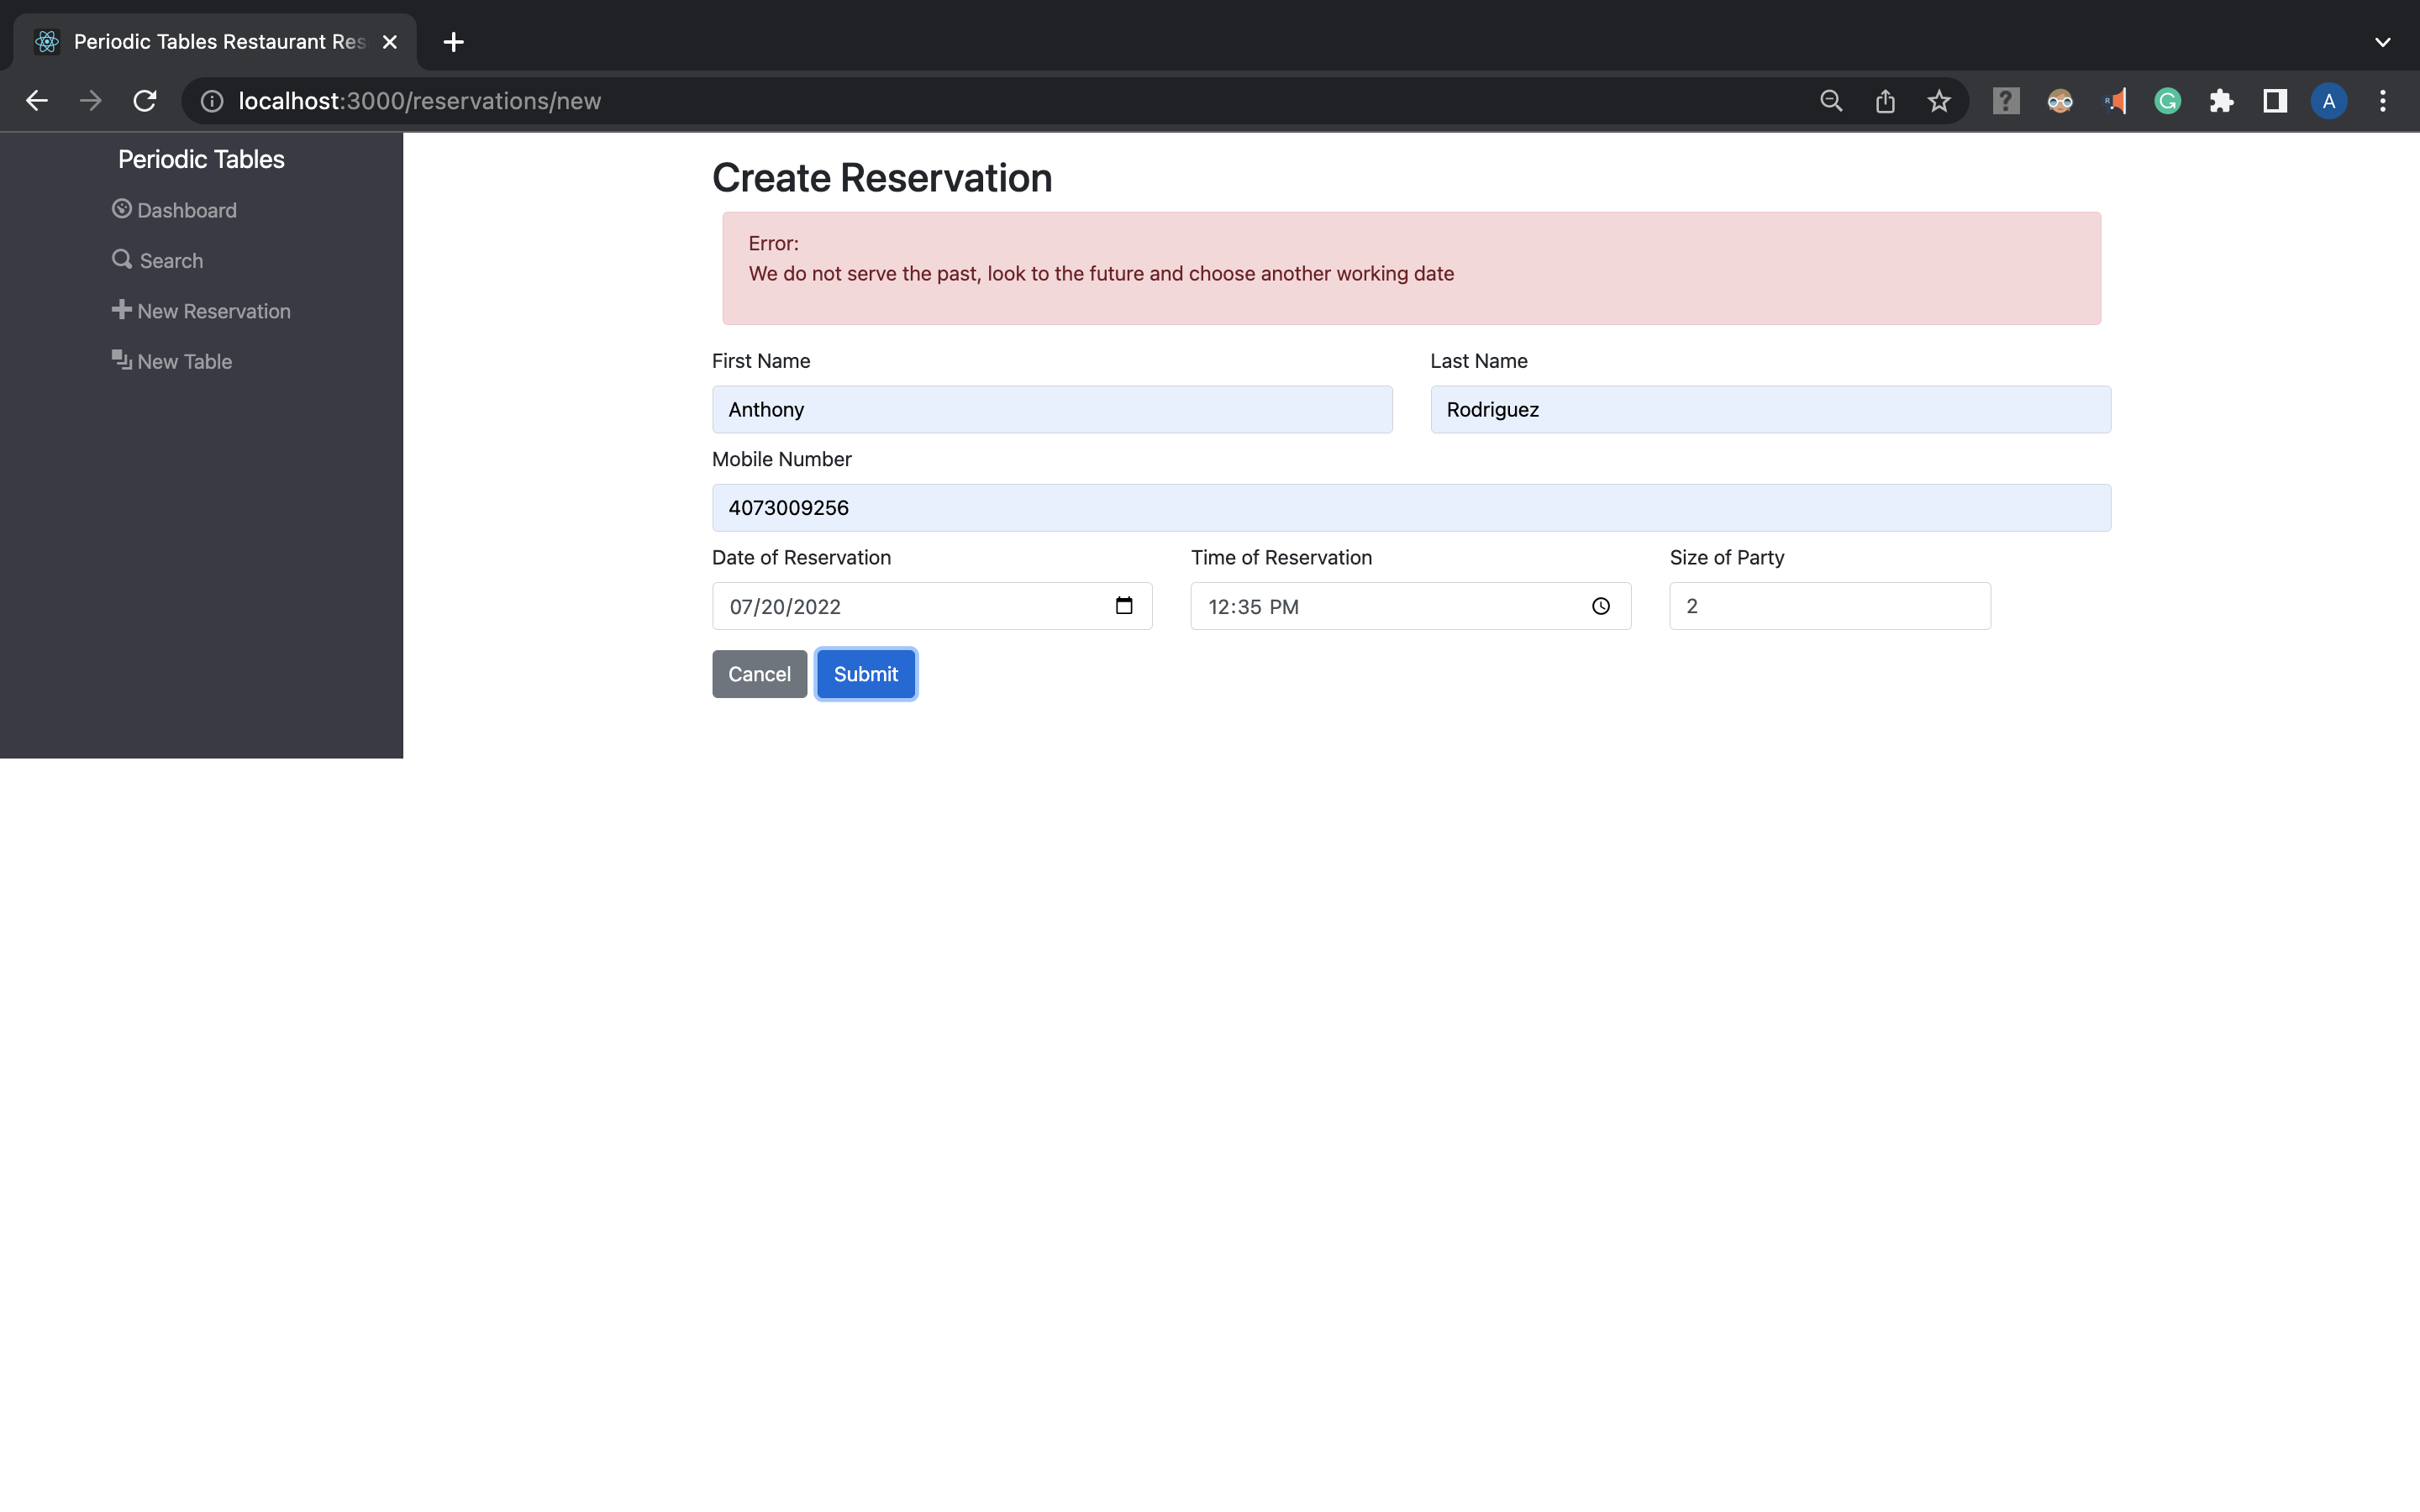 Periodic Tables Restaurant Res
localhost:3000/reservations/new
A
Periodic Tables
Dashboard
Search
New Reservation
New Table
Create Reservation
Error:
We do not serve the past, look to the future and choose another working date
First Name
Last Name
Anthony
Rodriguez
Mobile Number
4073009256
Date of Reservation
Time of Reservation
Size of Party
07/20/2022
12:35 PM
2
Cancel
Submit